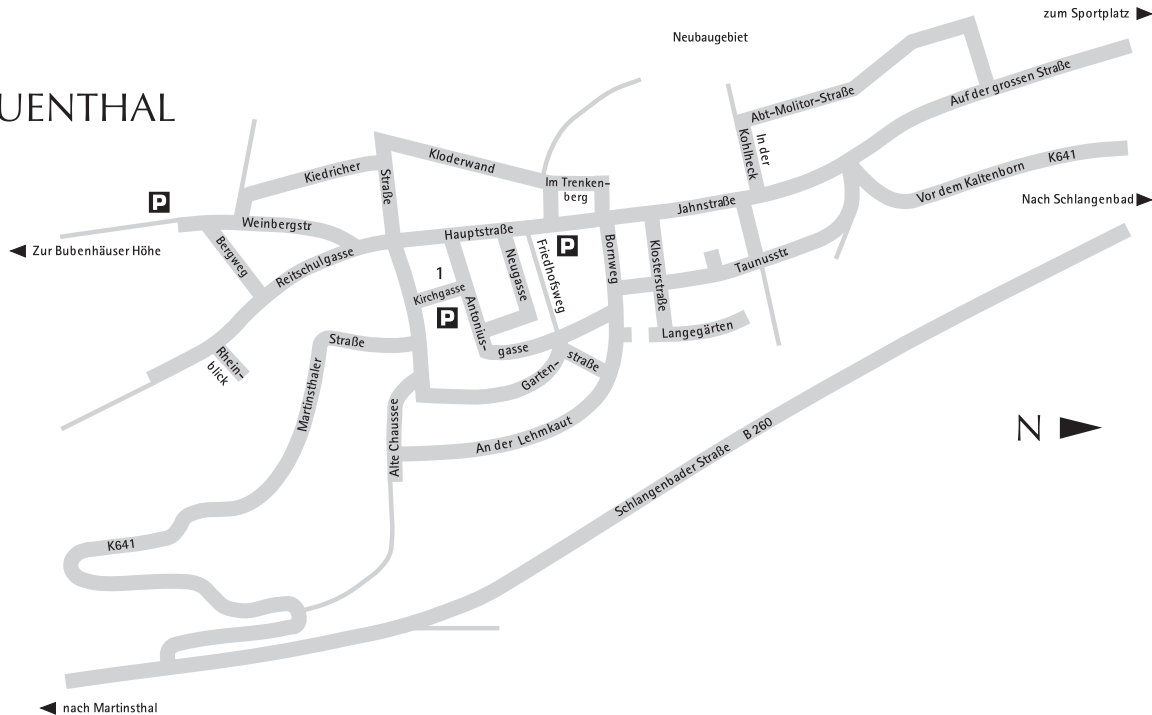 zum Sportplatz
Neubaugebiet
UENTHAL
Auf der grossen Straße
Abt-Molitor-Straße
In der
Kohlheck
Kloderwand
Kiedricher
Straße
K641
Vor dem Kaltenborn
Im Trenken-
berg
P
Nach Schlangenbad
Jahnstraße
Weinbergstr
Hauptstraße
Zur Bubenhäuser Höhe
Bergweg
Reitschulgasse
P
Friedhofsweg
Bornweg
Klosterstraße
Taunusstr.
Neugasse
1
Kirchgasse
P
Antonius-
gasse
Langegärten
Straße
Martinsthaler
Rhein-
blick
Garten-
straße
Alte Chaussee
An der Lehmkaut
Schlangenbader Straße B 260
N
K641
nach Martinsthal